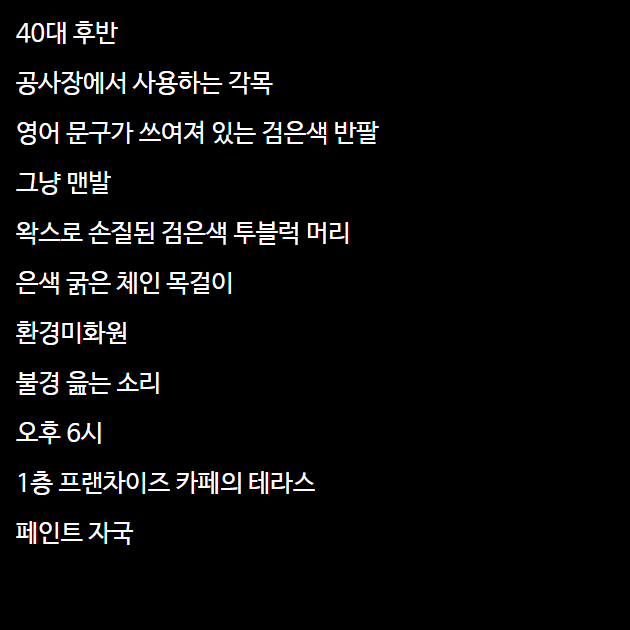 40대 후반
공사장에서 사용하는 각목
영어 문구가 쓰여져 있는 검은색 반팔
그냥 맨발
왁스로 손질된 검은색 투블럭 머리
은색 굵은 체인 목걸이
환경미화원
불경 읊는 소리
오후 6시
1층 프랜차이즈 카페의 테라스
페인트 자국